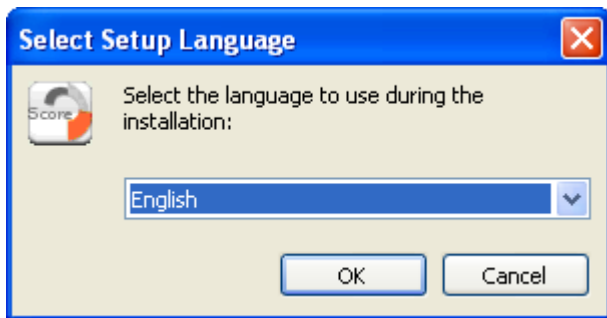 Select Setup Language
Score
Select the language to use during the
installation:
English
OK
Cancel